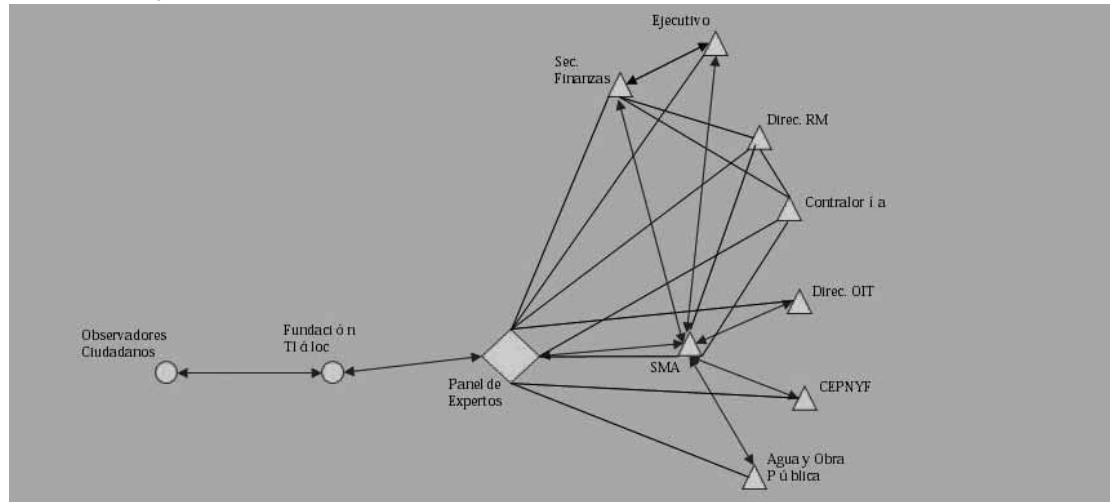 Ejecutivo
Sec.
Finanzas
Direc. RM
Contralor í a
Direc. OIT
Observadores
Ciudadanos
Fundaci ó n
Tl á loc
SMA
Panel de
Expertos
CEPNYF
Agua y Obra
P ú blica